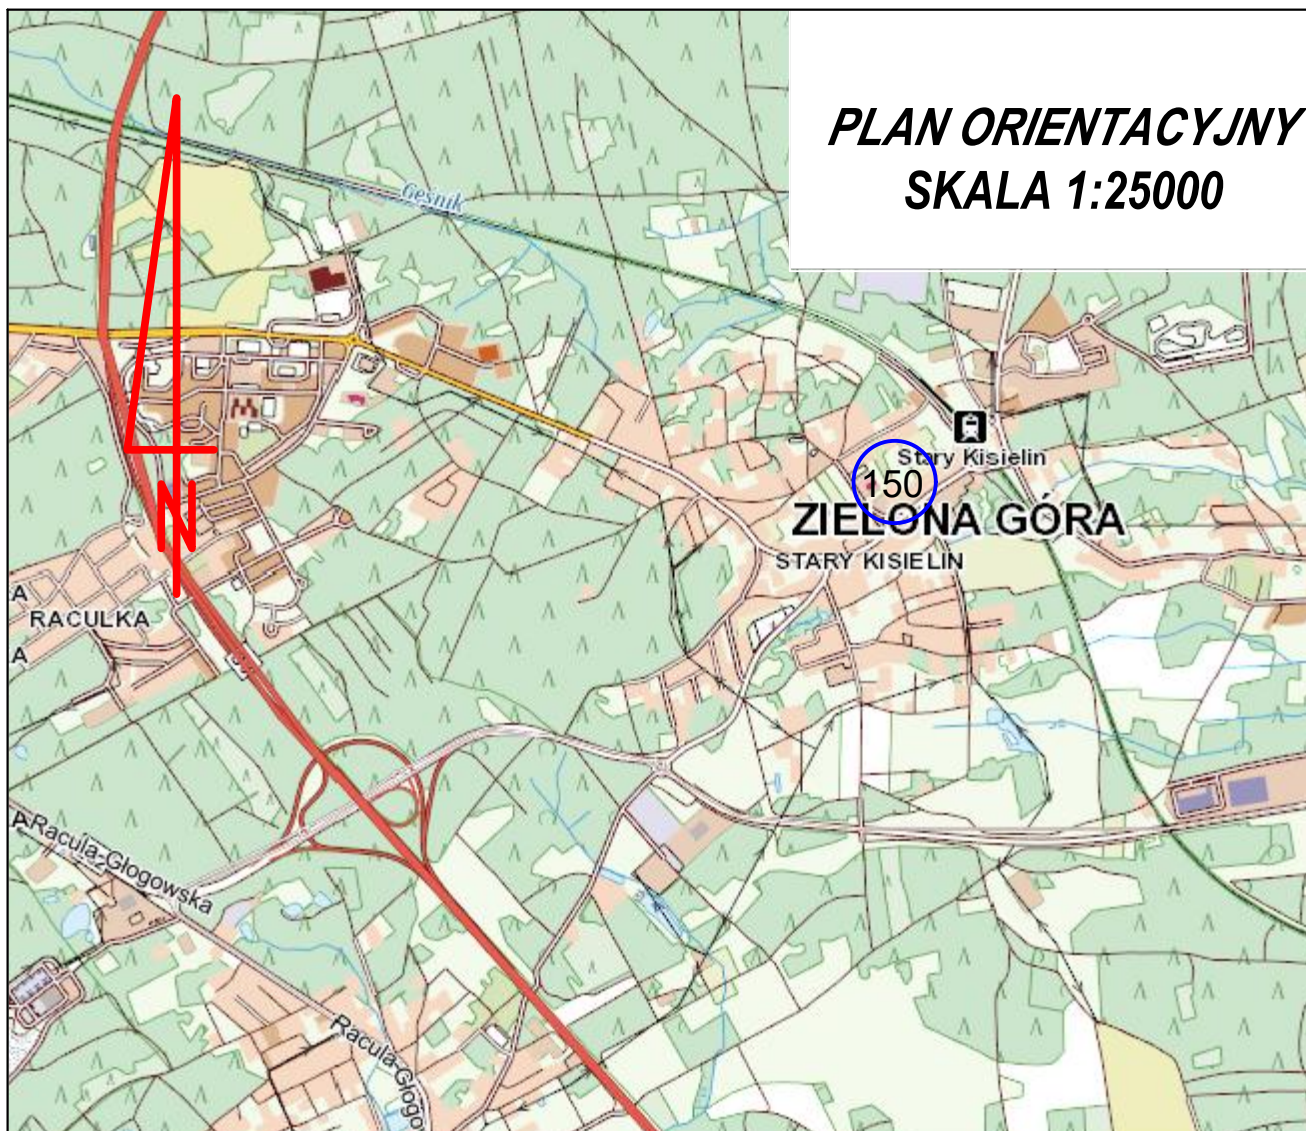 PLAN ORIENTACYJNY
SKALA 1:25000
Gęśnik
Stary Kisielin
150
ZIELONA GÓRA
STARY KISIELIN
N
A
RACULKA
A
A
Racula-Głogowska
Racula-Głogo